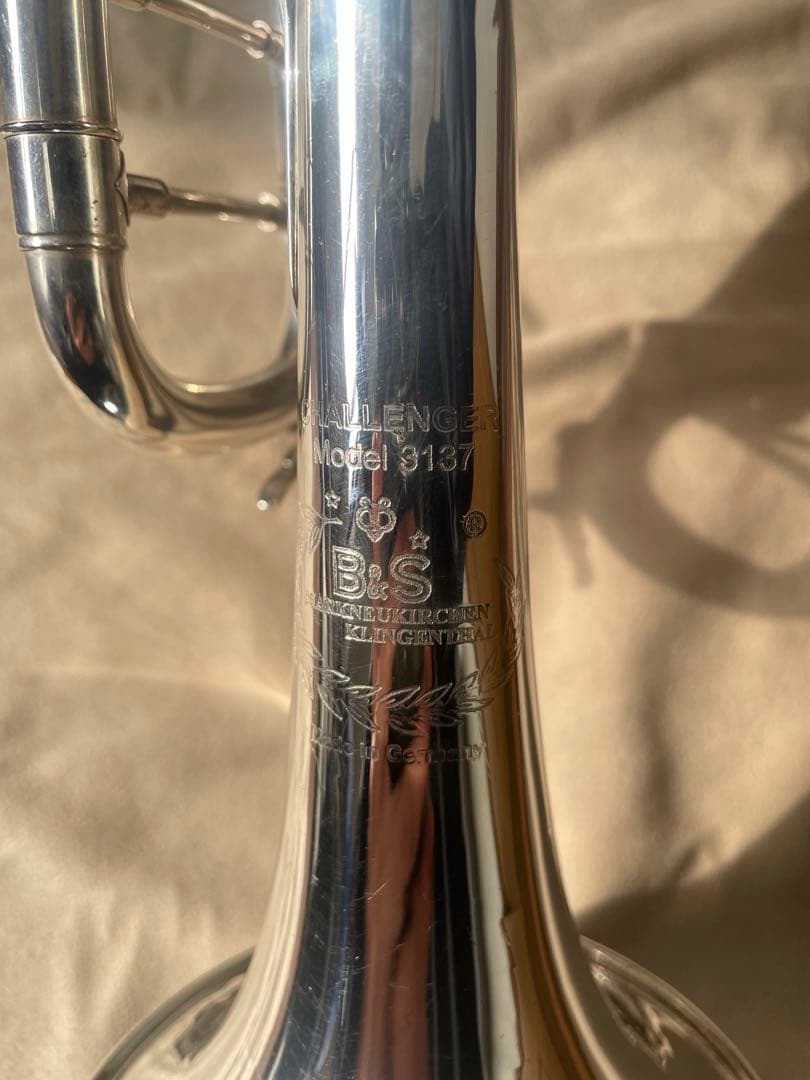 CHALLENGER
Model 3137
®
B&S
MARKNEUKIRCHEN
KLINGENTHAL
Made in Germany